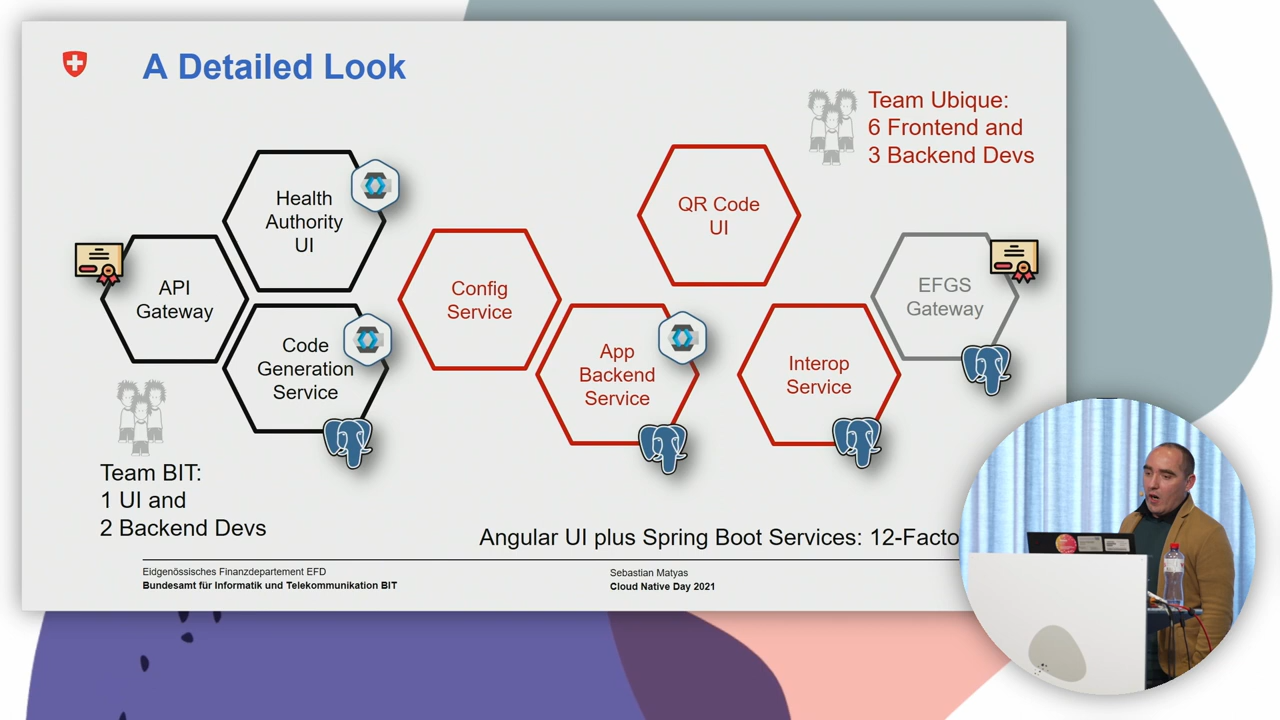 A Detailed Look
Team Ubique:
6 Frontend and
3 Backend Devs
Health
Authority
UI
QR Code
UI
API
Gateway
Config
Service
EFGS
Gateway
Code
Generation
Service
App
Backend
Service
Interop
Service
Team BIT:
1 UI and
2 Backend Devs
Angular UI plus Spring Boot Services: 12-Facto
Eidgenössisches Finanzdepartement EFD
Bundesamt für Informatik und Telekommunikation BIT
Sebastian Matyas
Cloud Native Day 2021